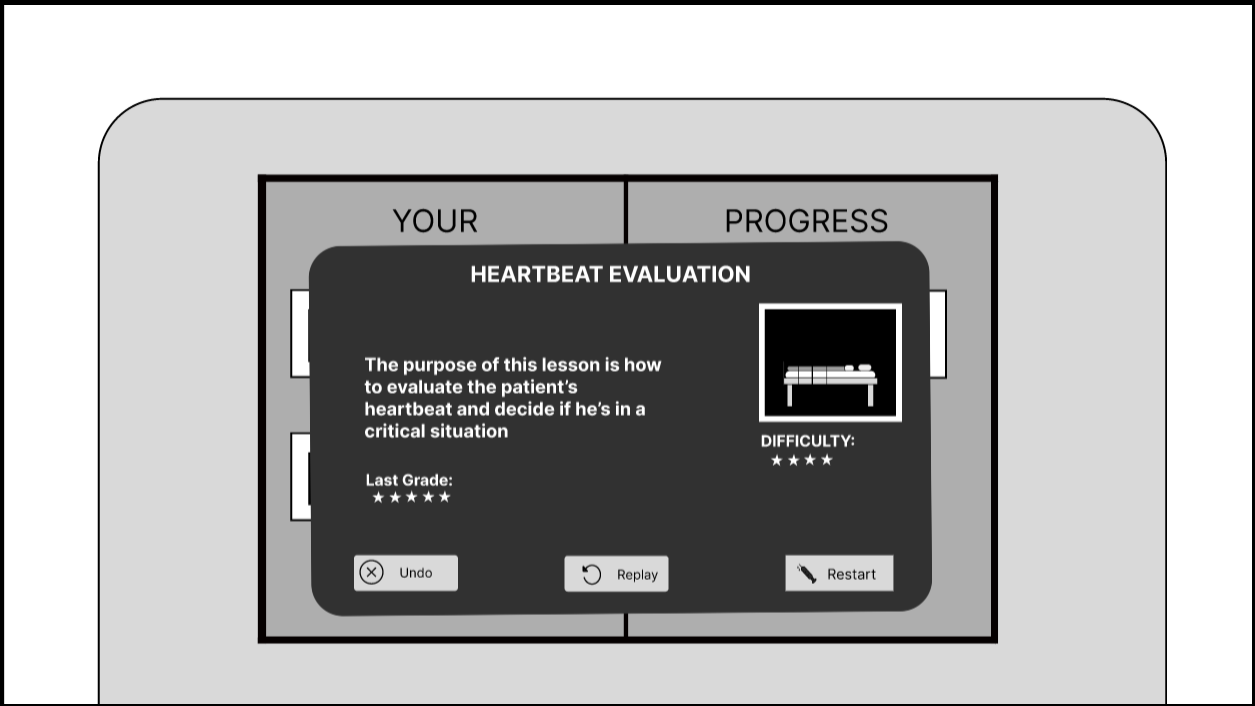 YOUR
PROGRESS
HEARTBEAT EVALUATION
The purpose of this lesson is how
to evaluate the patient’s
heartbeat and decide if he’s in a
critical situation
DIFFICULTY:
★★★★
Last Grade:
★★★★★
Undo
Replay
Restart